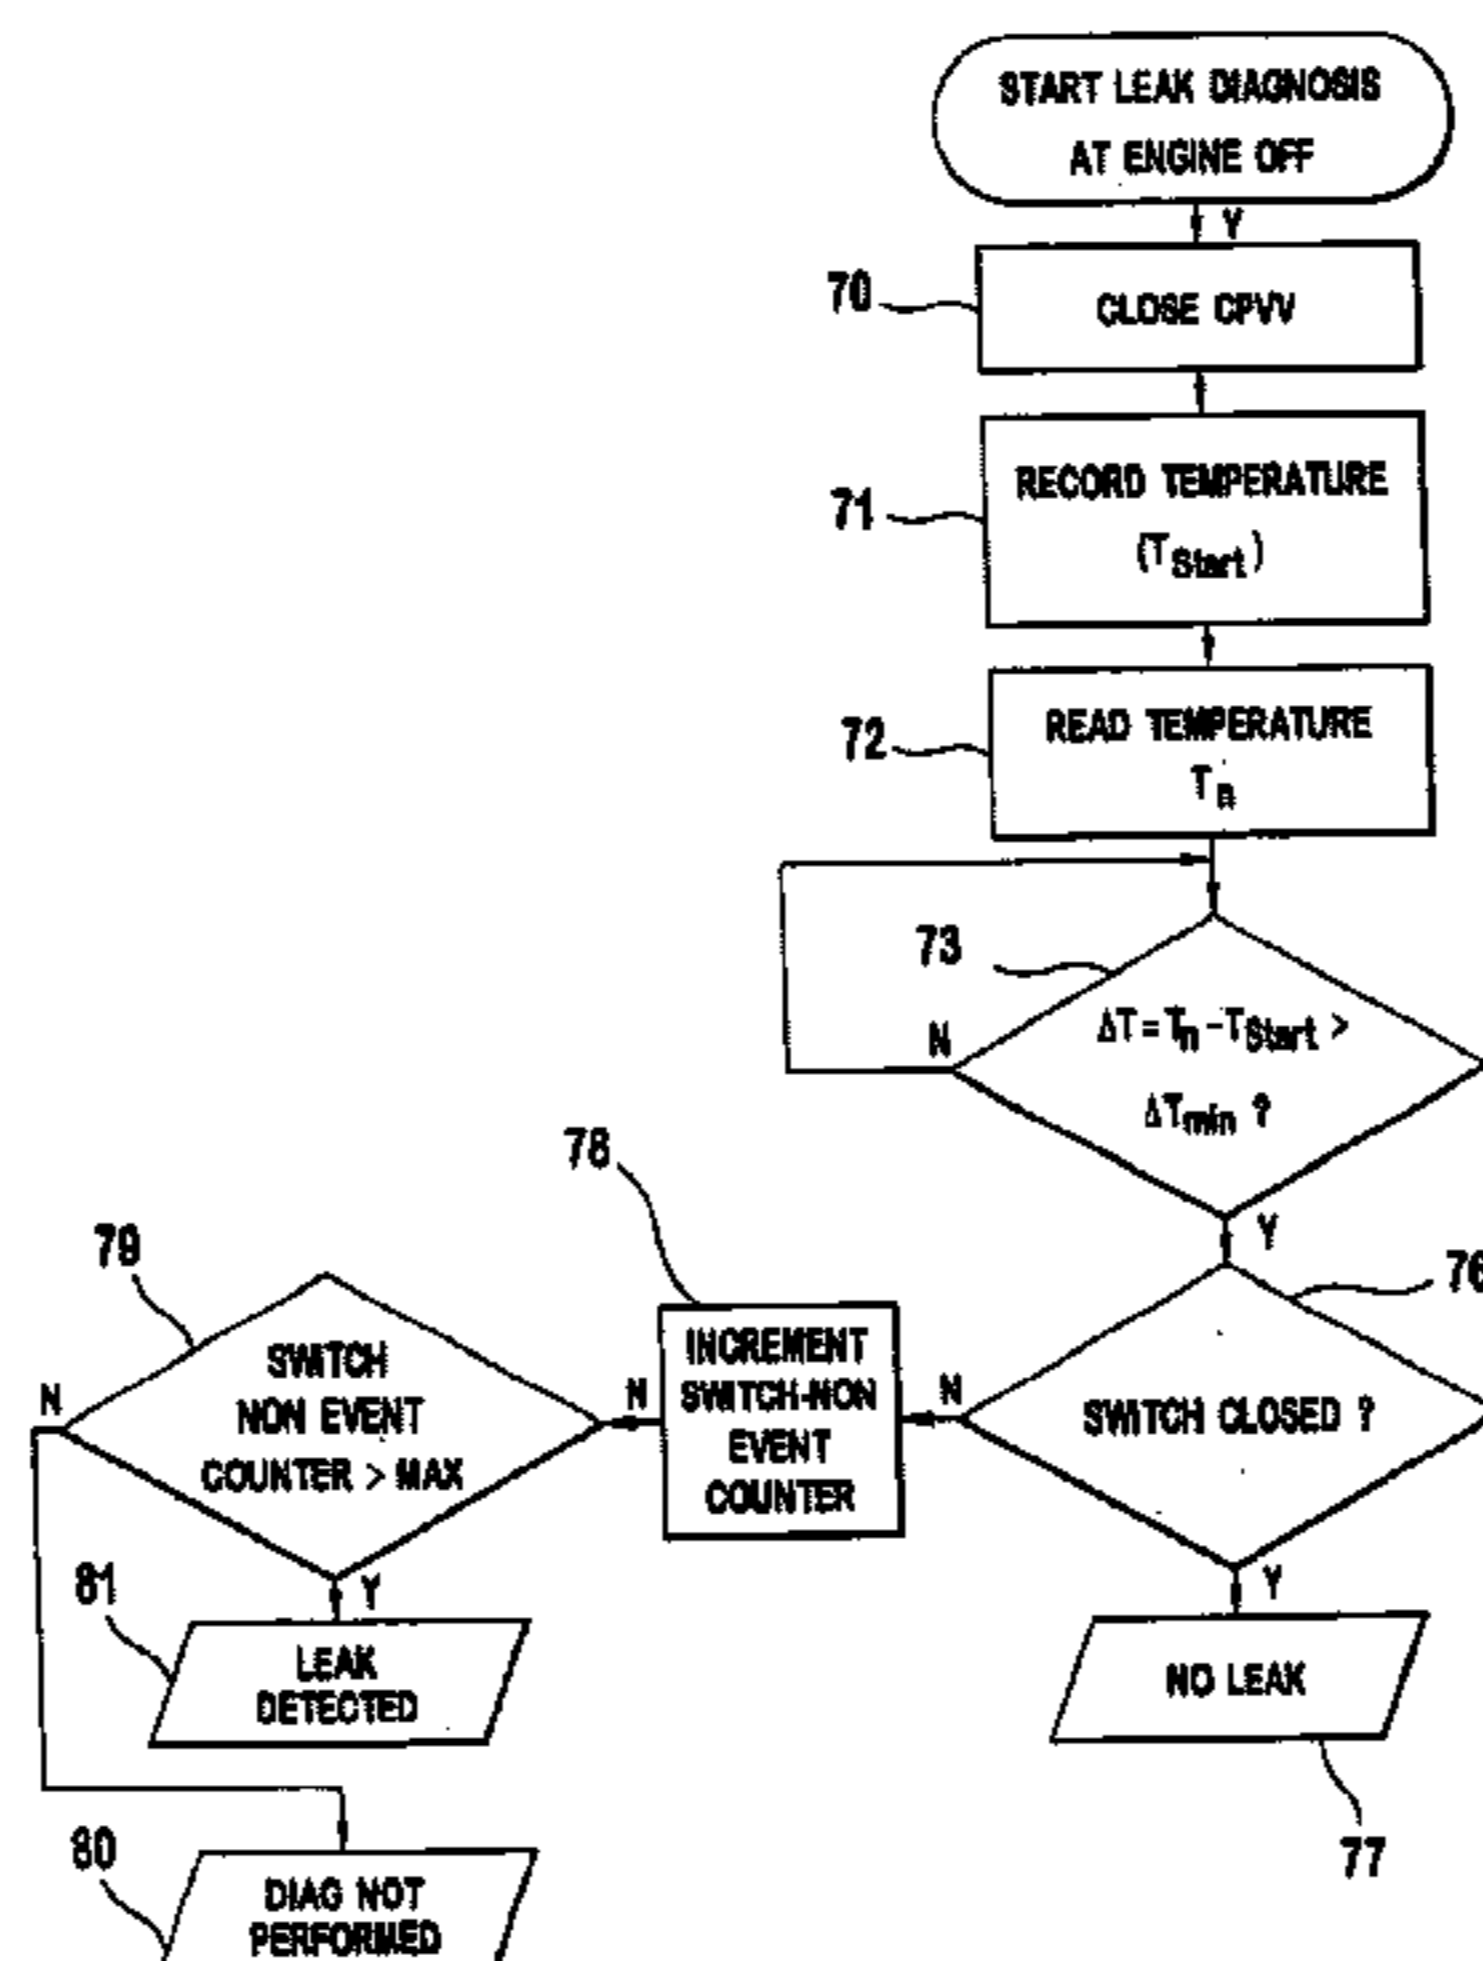 START LEAK DIAGNOSIS
AT ENGINE OFF
Y
70
CLOSE CPVV
71
RECORD TEMPERATURE
(TStart)
72
READ TEMPERATURE
Tn
73
N
ΔT = Tn - TStart >
ΔTmin ?
Y
76
SWITCH CLOSED ?
N
Y
78
INCREMENT
SWITCH-NON
EVENT
COUNTER
N
79
SWITCH
NON EVENT
COUNTER > MAX
N
Y
81
LEAK
DETECTED
NO LEAK
77
80
DIAG NOT
PERFORMED